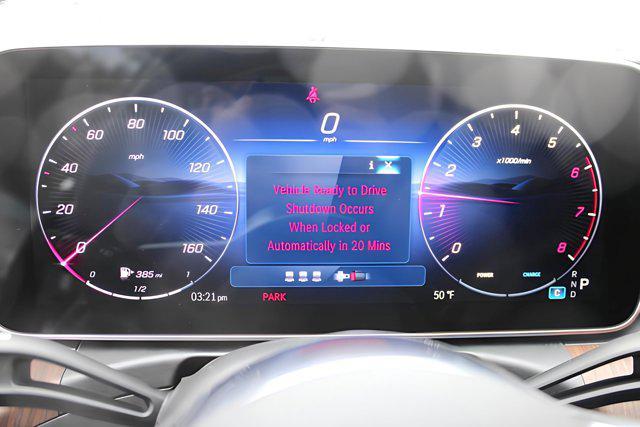 0
mph
i ×
Vehicle Ready to Drive
Shutdown Occurs
When Locked or
Automatically in 20 Mins
0 20 40 60 80 100 120 140 160
mph
0 1/2 1
385 mi
03:21 pm
PARK
0 1 2 3 4 5 6 7 8
x1000/min
POWER CHARGE
50 °F
C
R
N P
D